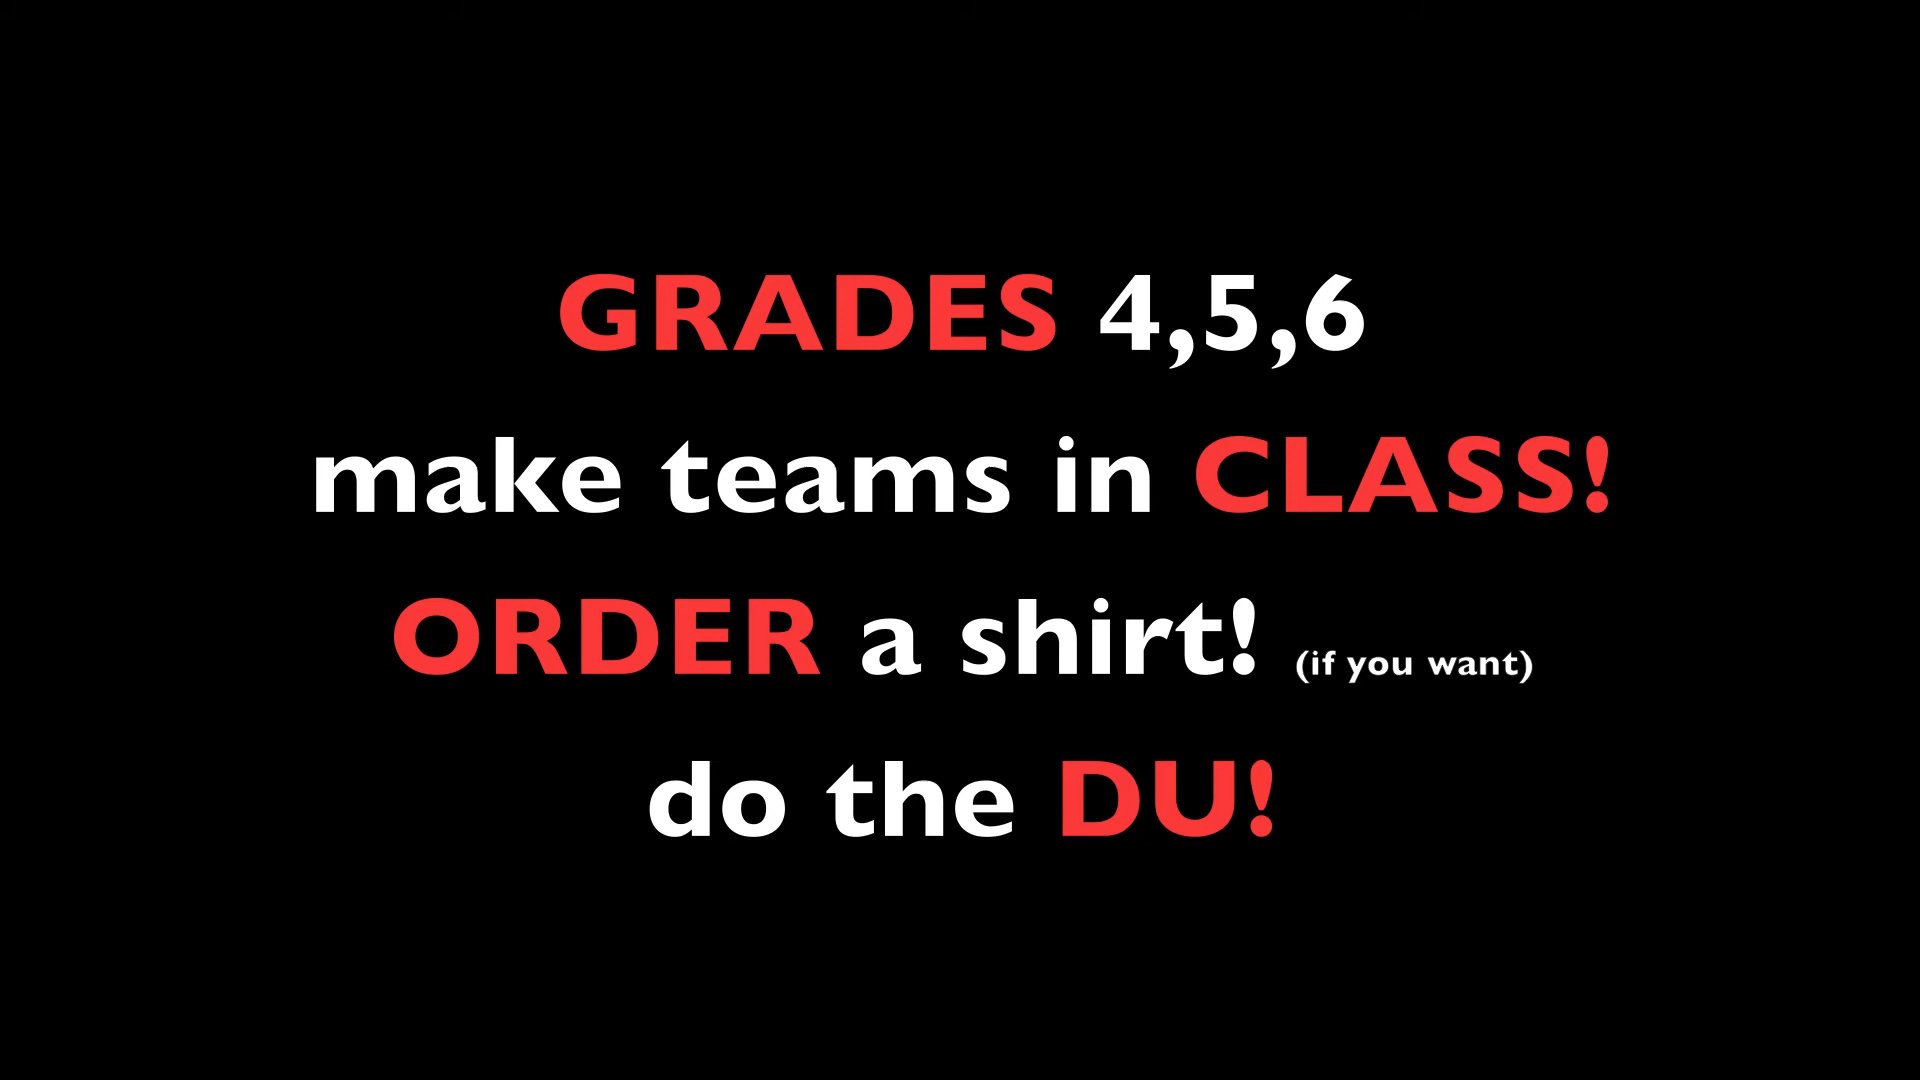 GRADES 4,5,6
make teams in CLASS!
ORDER a shirt! (if you want)
do the DU!